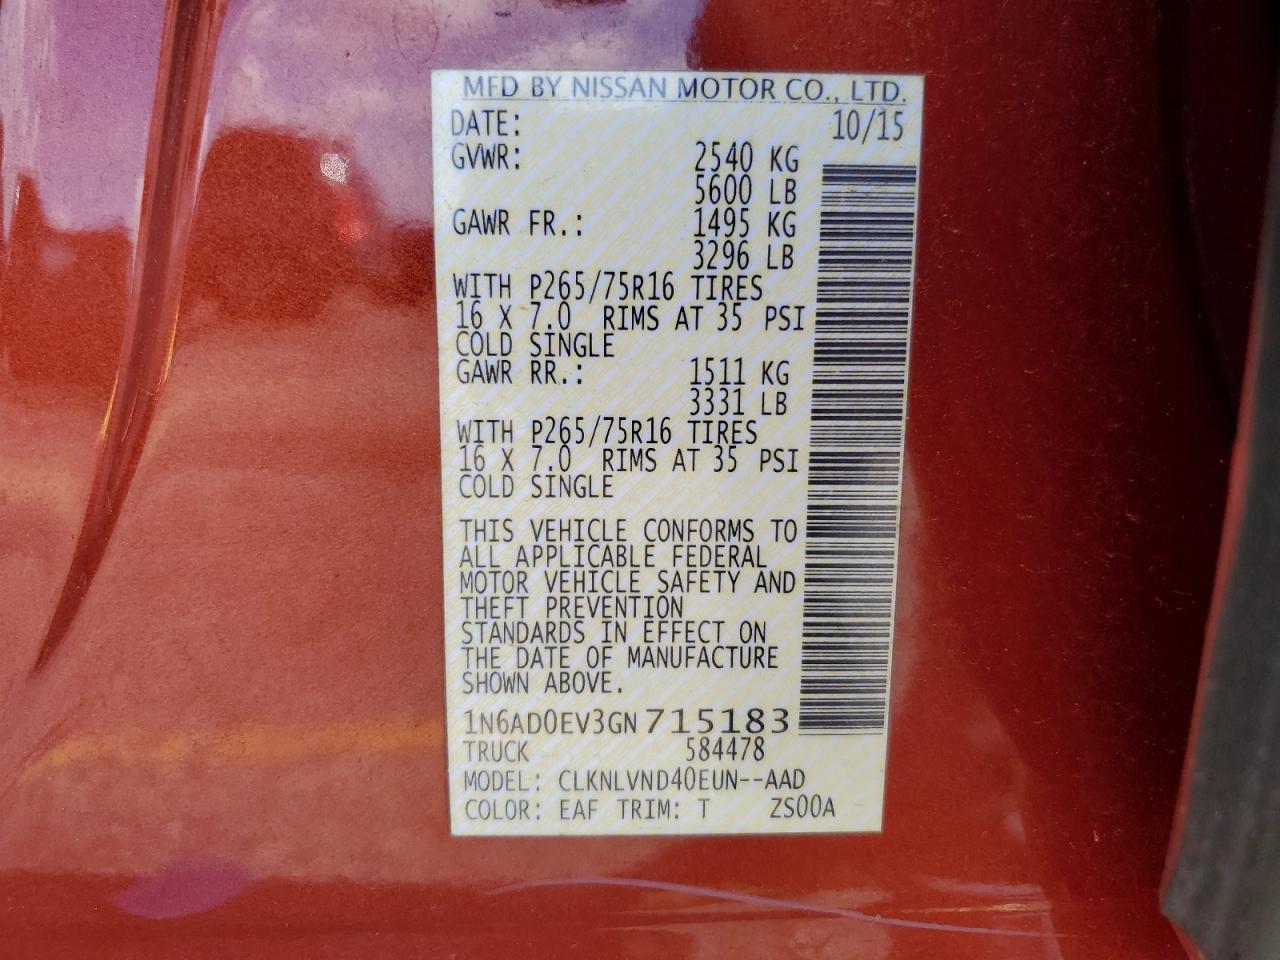 MFD BY NISSAN MOTOR CO., LTD.
DATE: 10/15
GVWR: 2540 KG
5600 LB
GAWR FR.: 1495 KG
3296 LB
WITH P265/75R16 TIRES
16 X 7.0 RIMS AT 35 PSI
COLD SINGLE
GAWR RR.: 1511 KG
3331 LB
WITH P265/75R16 TIRES
16 X 7.0 RIMS AT 35 PSI
COLD SINGLE
THIS VEHICLE CONFORMS TO
ALL APPLICABLE FEDERAL
MOTOR VEHICLE SAFETY AND
THEFT PREVENTION
STANDARDS IN EFFECT ON
THE DATE OF MANUFACTURE
SHOWN ABOVE.
1N6AD0EV3GN715183
TRUCK 584478
MODEL: CLKNLVND40EUN--AAD
COLOR: EAF TRIM: T ZS00A